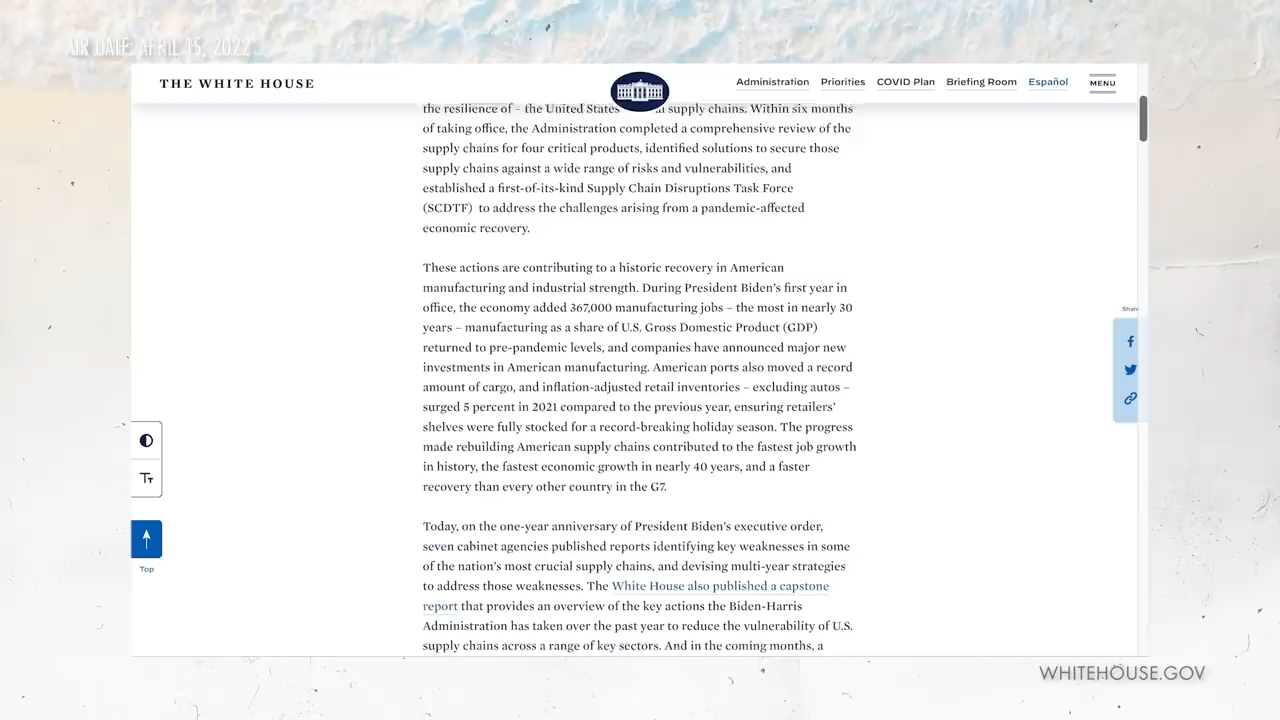 AIR DATE: APRIL 15, 2022
THE WHITE HOUSE
Administration Priorities COVID Plan Briefing Room Español MENU
the resilience of – the United States supply chains. Within six months
of taking office, the Administration completed a comprehensive review of the
supply chains for four critical products, identified solutions to secure those
supply chains against a wide range of risks and vulnerabilities, and
established a first-of-its-kind Supply Chain Disruptions Task Force
(SCDTF) to address the challenges arising from a pandemic-affected
economic recovery.
These actions are contributing to a historic recovery in American
manufacturing and industrial strength. During President Biden's first year in
office, the economy added 367,000 manufacturing jobs – the most in nearly 30
years – manufacturing as a share of U.S. Gross Domestic Product (GDP)
returned to pre-pandemic levels, and companies have announced major new
investments in American manufacturing. American ports also moved a record
amount of cargo, and inflation-adjusted retail inventories – excluding autos –
surged 5 percent in 2021 compared to the previous year, ensuring retailers'
shelves were fully stocked for a record-breaking holiday season. The progress
made rebuilding American supply chains contributed to the fastest job growth
in history, the fastest economic growth in nearly 40 years, and a faster
recovery than every other country in the G7.
Today, on the one-year anniversary of President Biden's executive order,
seven cabinet agencies published reports identifying key weaknesses in some
of the nation's most crucial supply chains, and devising multi-year strategies
to address those weaknesses. The White House also published a capstone
report that provides an overview of the key actions the Biden-Harris
Administration has taken over the past year to reduce the vulnerability of U.S.
supply chains across a range of key sectors. And in the coming months, a
Share
Tт
Top
WHITEHOUSE.GOV